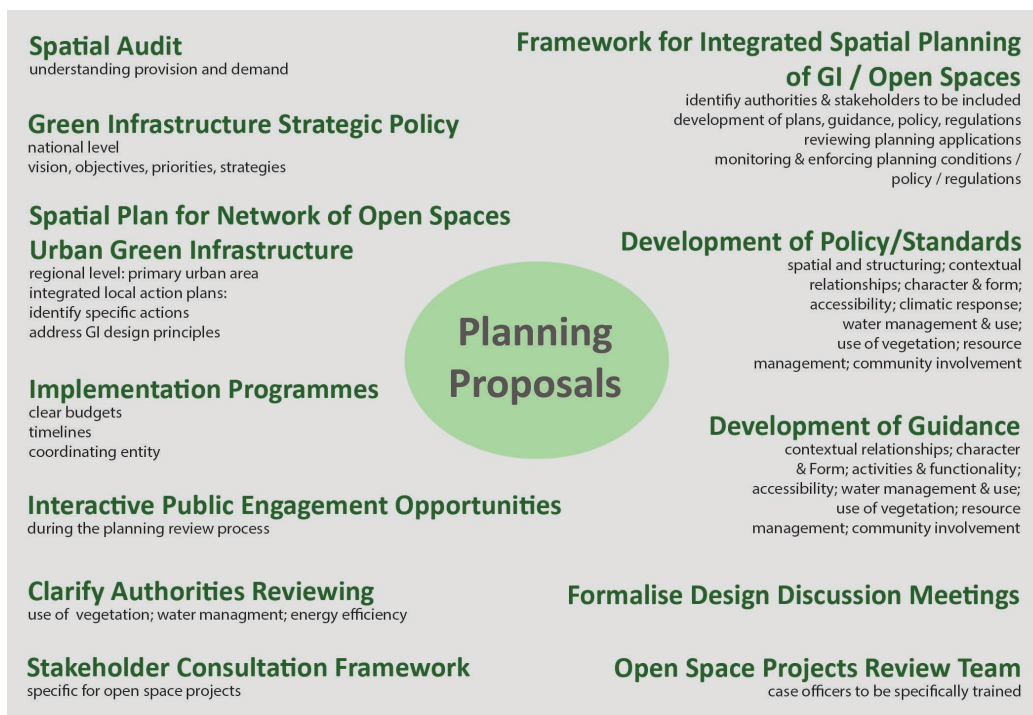 Spatial Audit
understanding provision and demand
Green Infrastructure Strategic Policy
national level
vision, objectives, priorities, strategies
Spatial Plan for Network of Open Spaces
Urban Green Infrastructure
regional level: primary urban area
integrated local action plans:
identify specific actions
address GI design principles
Implementation Programmes
clear budgets
timelines
coordinating entity
Interactive Public Engagement Opportunities
during the planning review process
Clarify Authorities Reviewing
use of vegetation; water managment; energy efficiency
Stakeholder Consultation Framework
specific for open space projects
Planning
Proposals
Framework for Integrated Spatial Planning
of GI / Open Spaces
identifiy authorities & stakeholders to be included
development of plans, guidance, policy, regulations
reviewing planning applications
monitoring & enforcing planning conditions /
policy / regulations
Development of Policy/Standards
spatial and structuring; contextual
relationships; character & form;
accessibility; climatic response;
water management & use;
use of vegetation; resource
management; community involvement
Development of Guidance
contextual relationships; character
& Form; activities & functionality;
accessibility; water management & use;
use of vegetation; resource
management; community involvement
Formalise Design Discussion Meetings
Open Space Projects Review Team
case officers to be specifically trained